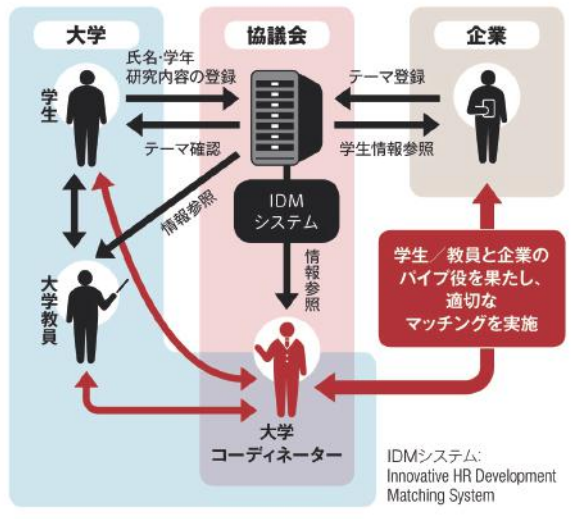 大学
協議会
企業
氏名・学年
研究内容の登録
テーマ登録
学生
テーマ確認
学生情報参照
情報参照
IDM
システム
情報参照
大学教員
学生／教員と企業の
パイプ役を果たし、
適切な
マッチングを実施
大学
コーディネーター
IDMシステム:
Innovative HR Development
Matching System